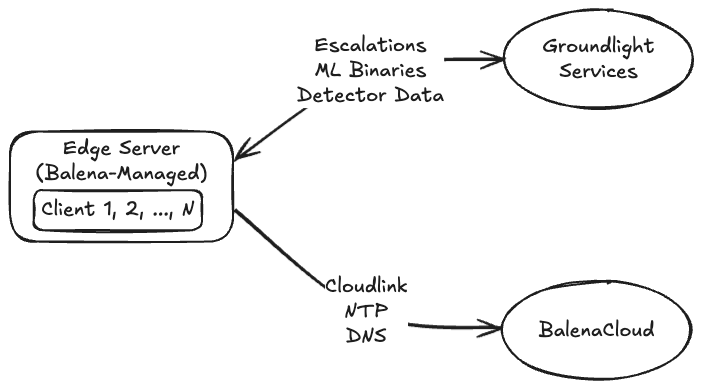 Escalations
ML Binaries
Detector Data
Groundlight
Services
Edge Server
(Balena-Managed)
Client 1, 2, ..., N
Cloudlink
NTP
DNS
BalenaCloud